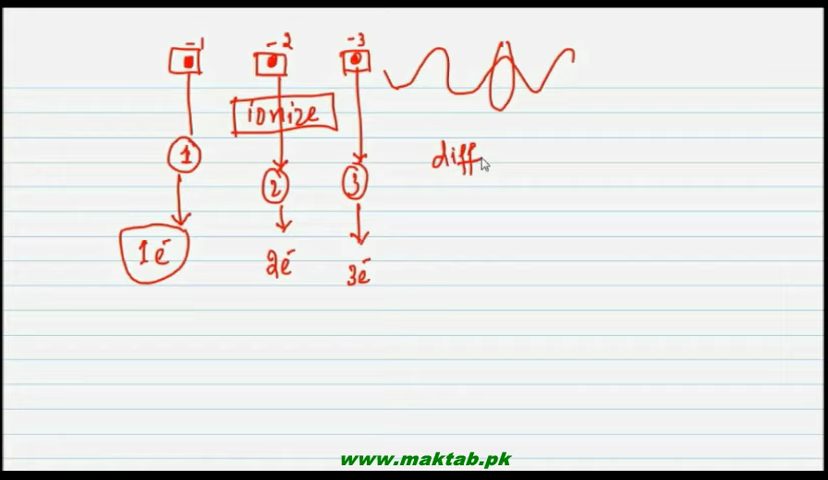 -1 -2 -3
ionize
1 2 3
diff
1e⁻ 2e⁻ 3e⁻
www.maktab.pk